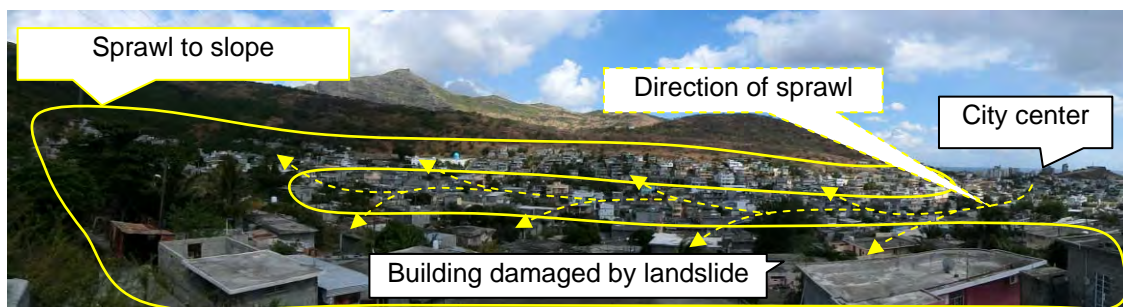 Sprawl to slope
Direction of sprawl
City center
Building damaged by landslide